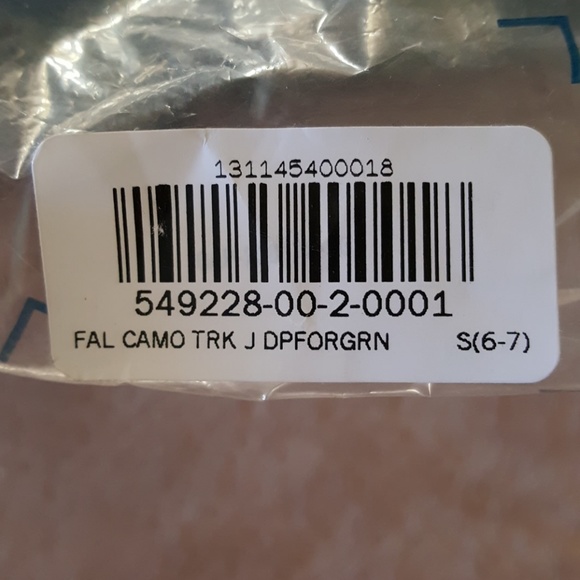 131145400018
549228-00-2-0001
FAL CAMO TRK J DPFORGRN S(6-7)